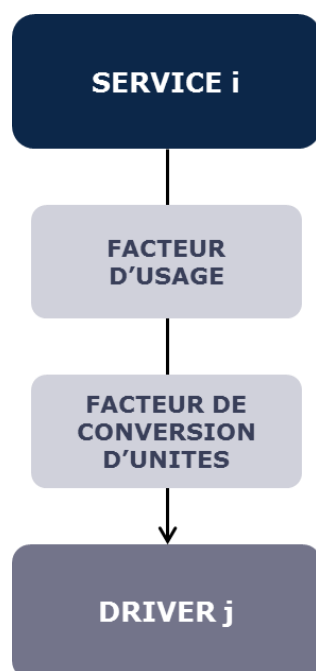 SERVICE i
FACTEUR
D'USAGE
FACTEUR DE
CONVERSION
D'UNITES
DRIVER j